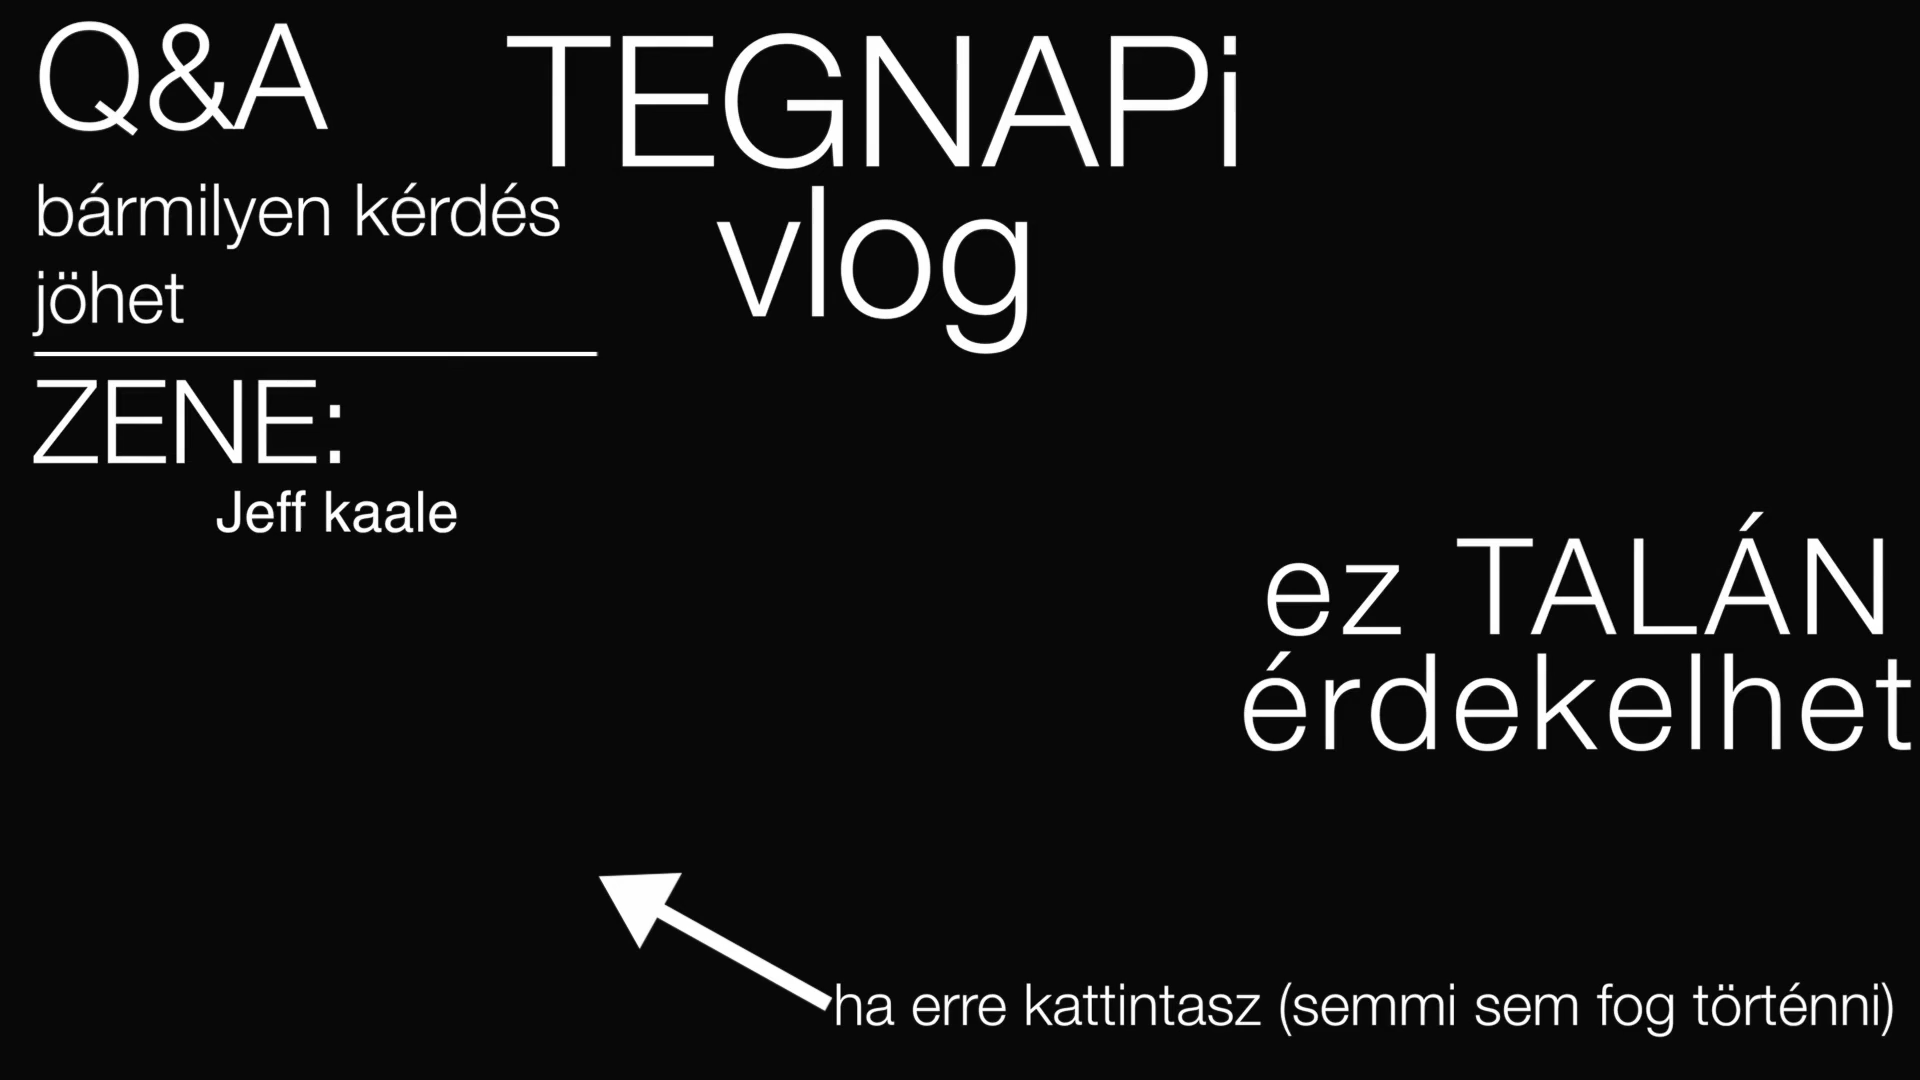 Q&A
bármilyen kérdés
jöhet
ZENE:
Jeff kaale
TEGNAPi
vlog
ez TALÁN
érdekelhet
ha erre kattintasz (semmi sem fog történni)